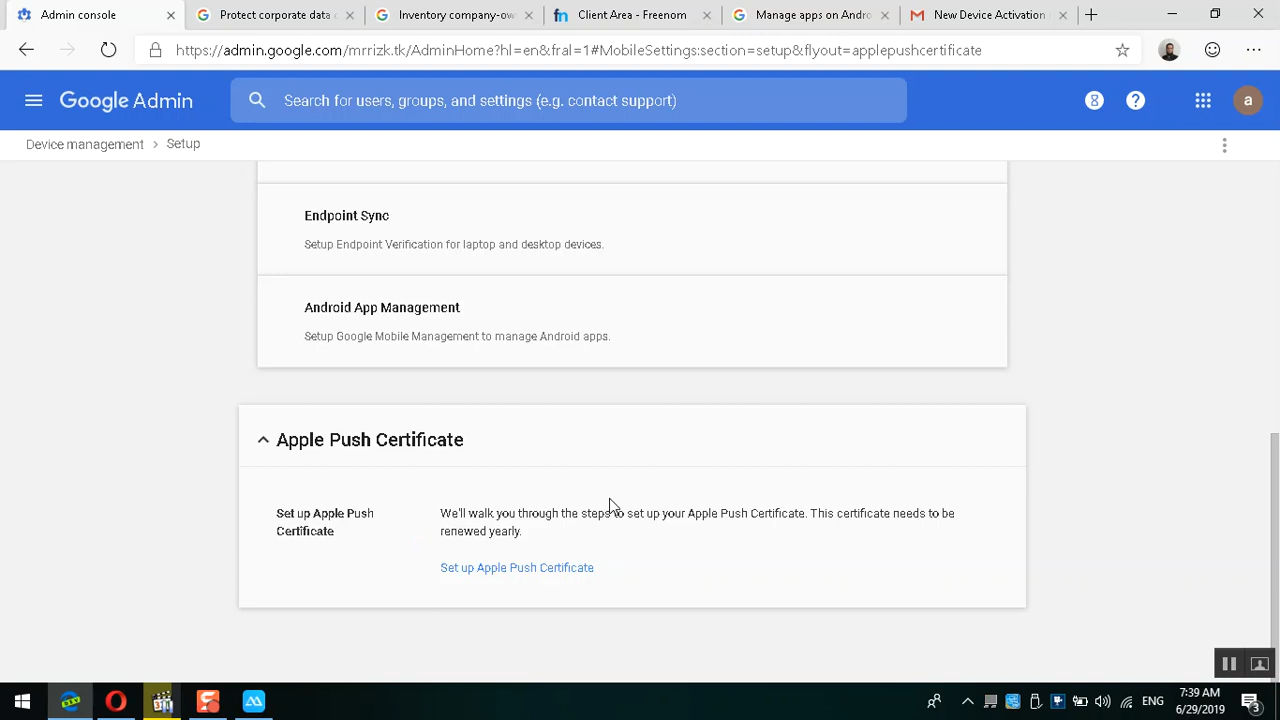 Admin console
Protect corporate data
Inventory company-ow
Client Area - Freenom
Manage apps on Andro
New Device Activation
https://admin.google.com/mrrizk.tk/AdminHome?hl=en&fral=1#MobileSettings:section=setup&flyout=applepushcertificate
Google Admin
Search for users, groups, and settings (e.g. contact support)
a
Device management > Setup
Endpoint Sync
Setup Endpoint Verification for laptop and desktop devices.
Android App Management
Setup Google Mobile Management to manage Android apps.
Apple Push Certificate
Set up Apple Push
Certificate
We'll walk you through the steps to set up your Apple Push Certificate. This certificate needs to be
renewed yearly.
Set up Apple Push Certificate
ENG
7:39 AM
6/29/2019
3